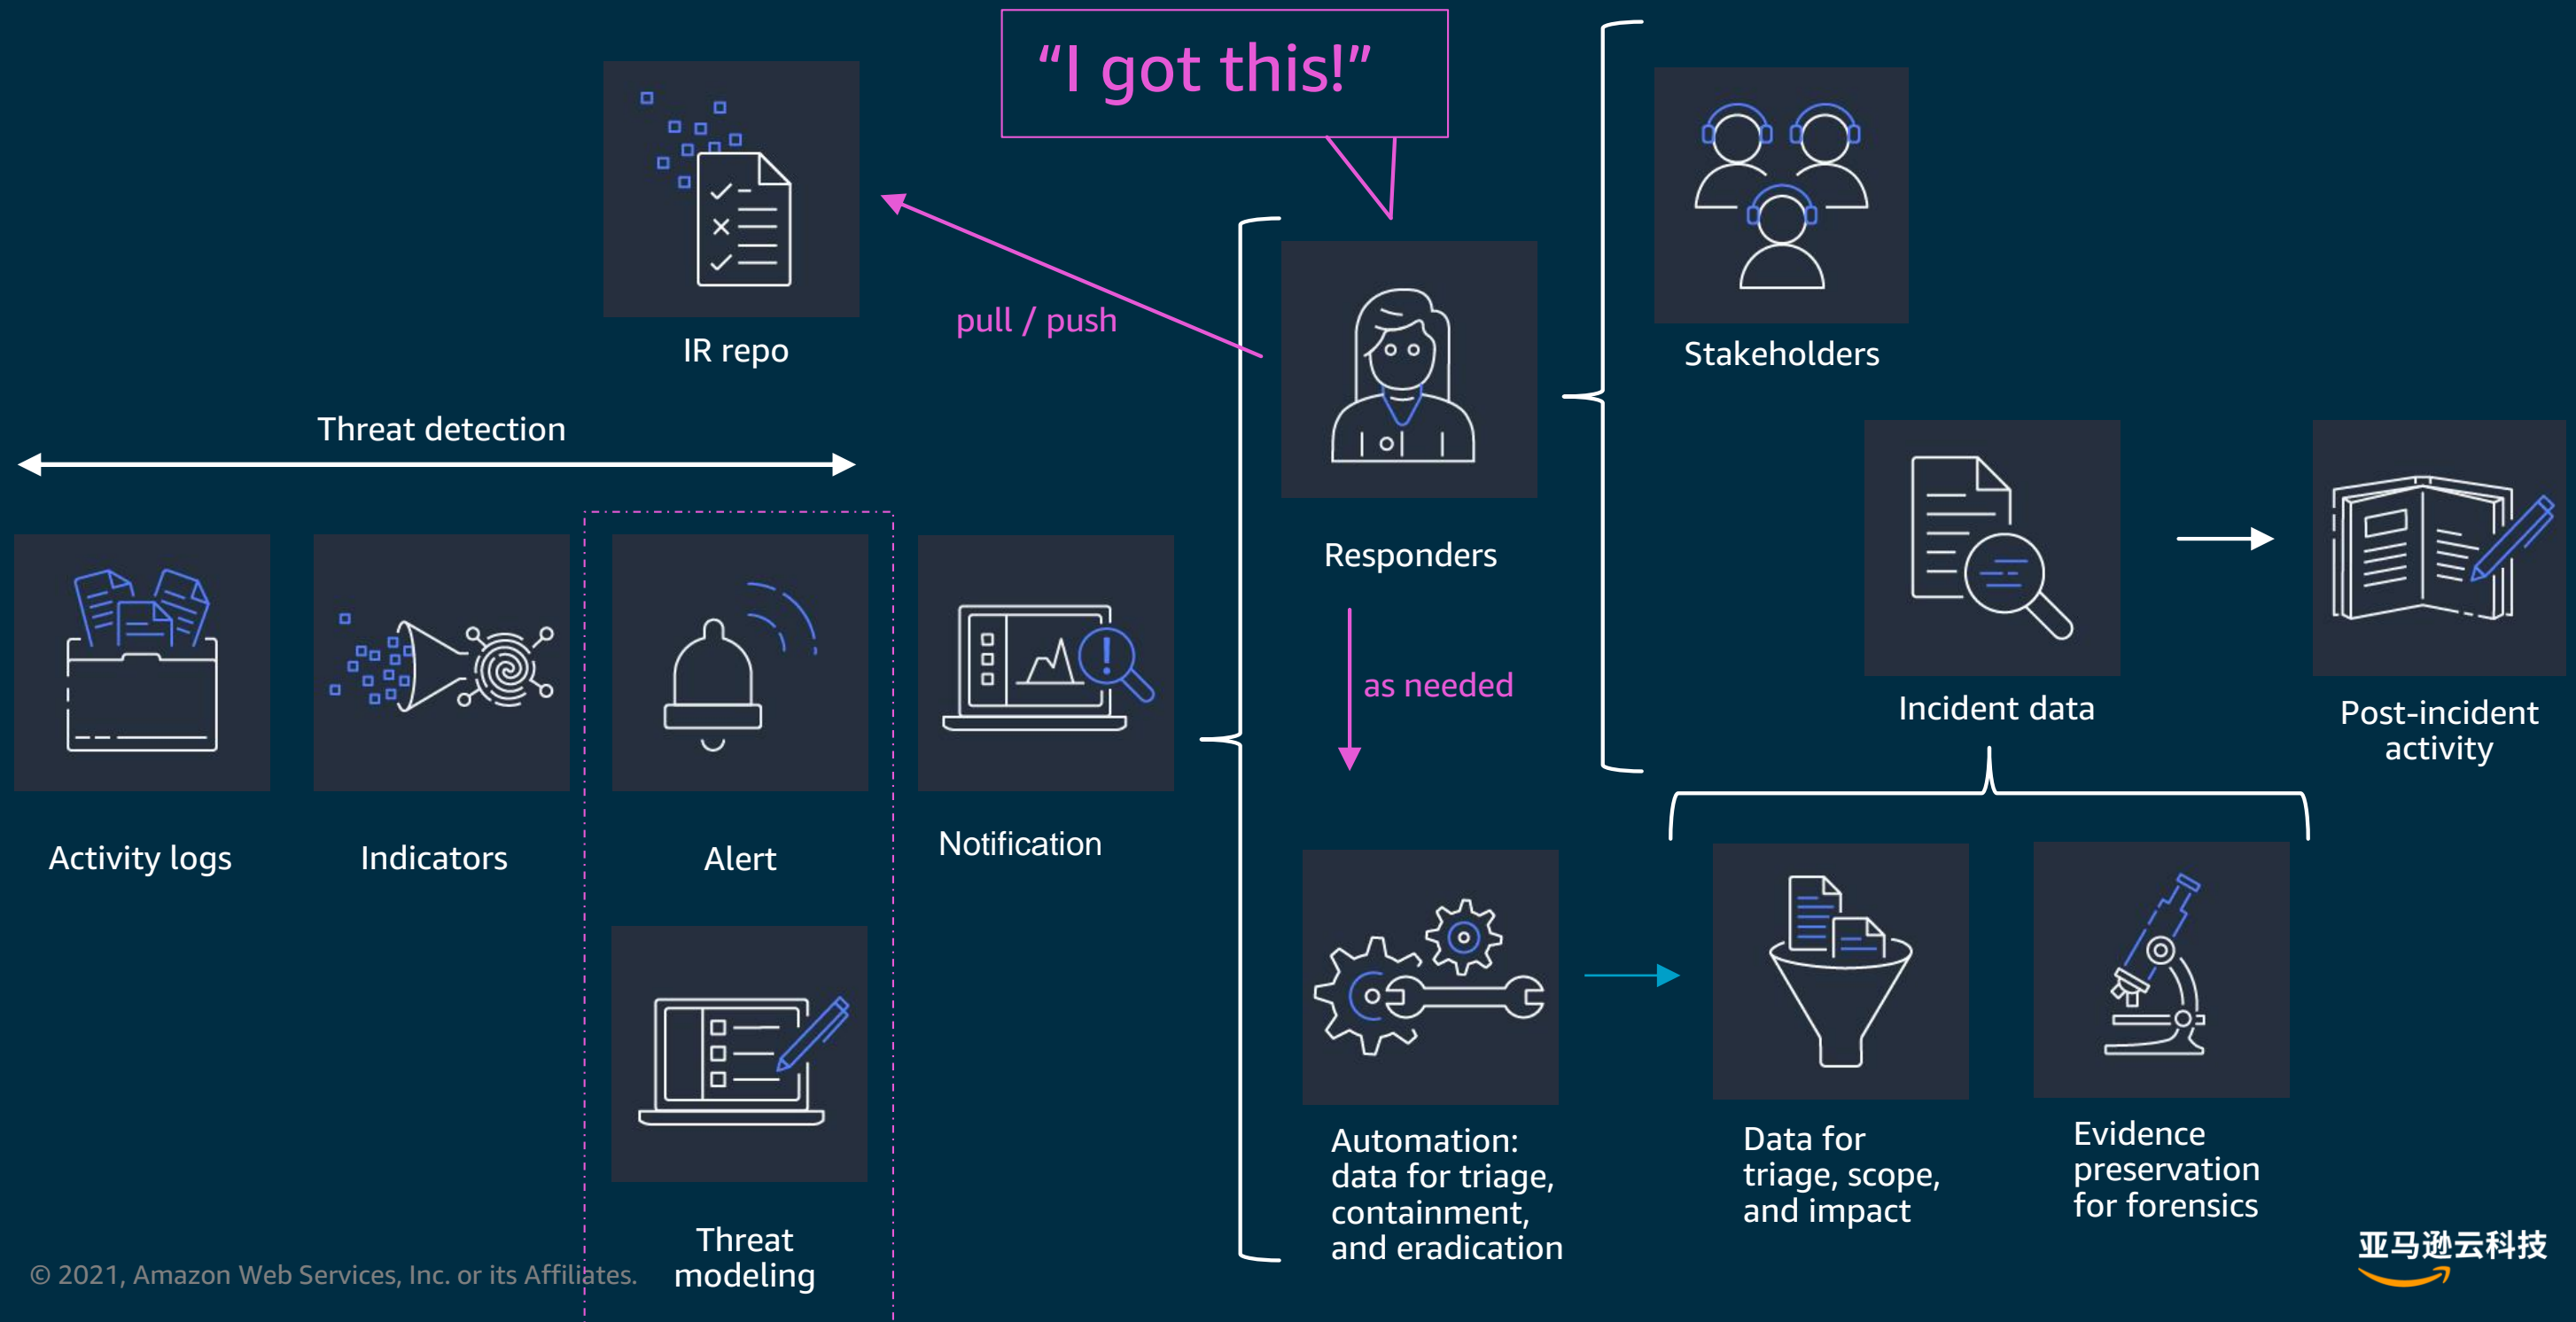 “I got this!”
IR repo
pull / push
Stakeholders
Threat detection
Responders
as needed
Incident data
Post-incident
activity
Activity logs
Indicators
Alert
Notification
Automation:
data for triage,
containment,
and eradication
Data for
triage, scope,
and impact
Evidence
preservation
for forensics
Threat
modeling
© 2021, Amazon Web Services, Inc. or its Affiliates.
亚马逊云科技